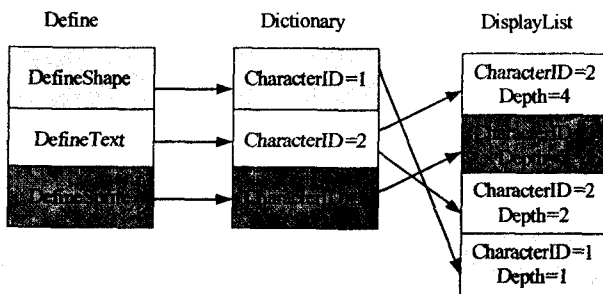 Define
Dictionary
DisplayList
DefineShape
CharacterID=1
CharacterID=2
Depth=4
DefineText
CharacterID=2
DefineSprite
CharacterID=2
Depth=2
CharacterID=1
Depth=1